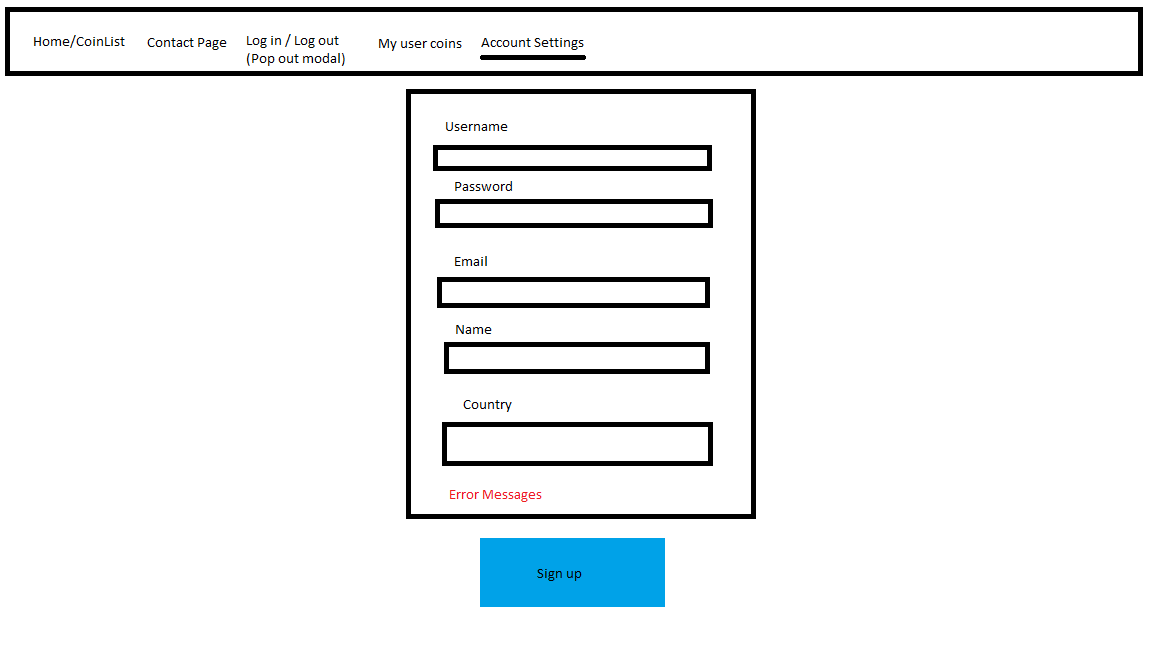 Home/CoinList
Contact Page
Log in / Log out
(Pop out modal)
My user coins
Account Settings
Username
Password
Email
Name
Country
Error Messages
Sign up